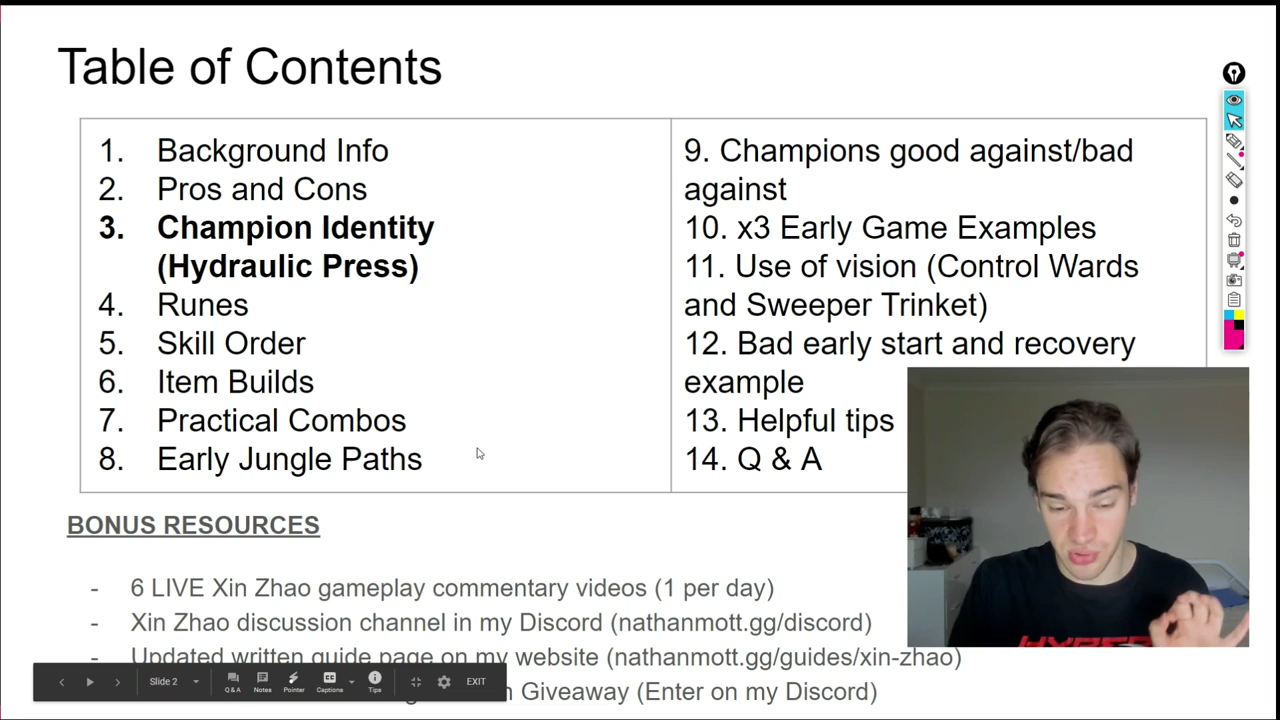 Table of Contents
1. Background Info
2. Pros and Cons
3. Champion Identity
(Hydraulic Press)
4. Runes
5. Skill Order
6. Item Builds
7. Practical Combos
8. Early Jungle Paths
9. Champions good against/bad
against
10. x3 Early Game Examples
11. Use of vision (Control Wards
and Sweeper Trinket)
12. Bad early start and recovery
example
13. Helpful tips
14. Q & A
BONUS RESOURCES
- 6 LIVE Xin Zhao gameplay commentary videos (1 per day)
- Xin Zhao discussion channel in my Discord (nathanmott.gg/discord)
- Updated written guide page on my website (nathanmott.gg/guides/xin-zhao)
Giveaway (Enter on my Discord)
Slide 2
Q & A
Notes
Pointer
Captions
Tips
EXIT